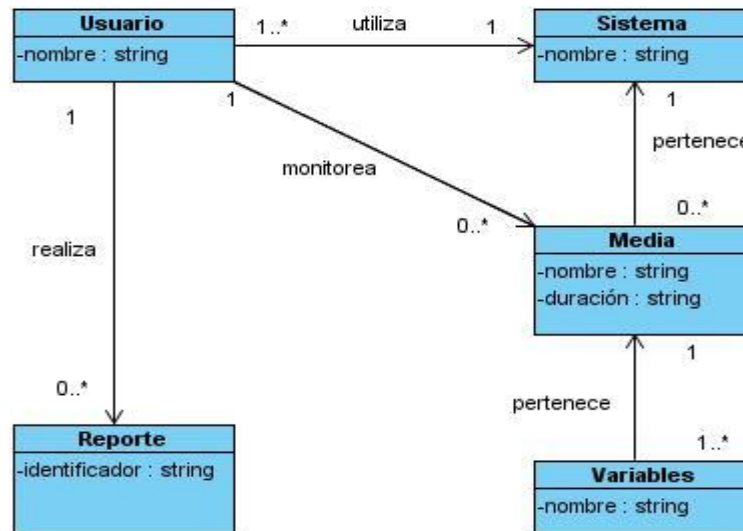 Usuario
-nombre : string
1..*
utiliza
1
Sistema
-nombre : string
1
1
1
pertenece
monitorea
0..*
0..*
realiza
Media
-nombre : string
-duración : string
0..*
1
pertenece
1..*
Reporte
-identificador : string
Variables
-nombre : string